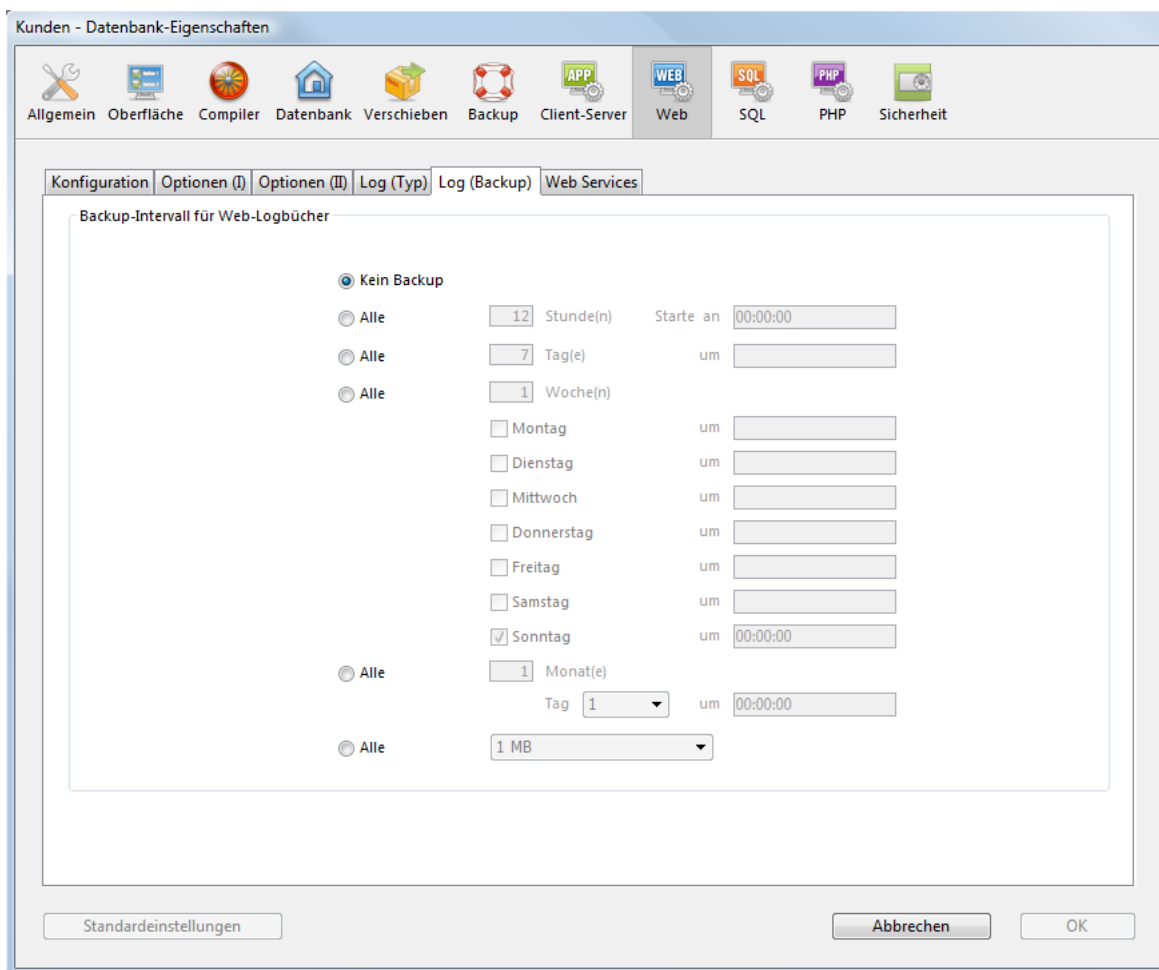 Kunden - Datenbank-Eigenschaften
APP WEB SQL PHP
Allgemein Oberfläche Compiler Datenbank Verschieben Backup Client-Server Web SQL PHP Sicherheit
Konfiguration Optionen (I) Optionen (II) Log (Typ) Log (Backup) Web Services
Backup-Intervall für Web-Logbücher
Kein Backup
Alle 12 Stunde(n) Starte an 00:00:00
Alle 7 Tag(e) um
Alle 1 Woche(n)
Montag um
Dienstag um
Mittwoch um
Donnerstag um
Freitag um
Samstag um
Sonntag um 00:00:00
Alle 1 Monat(e)
Tag 1 um 00:00:00
Alle 1 MB
Standardeinstellungen Abbrechen OK